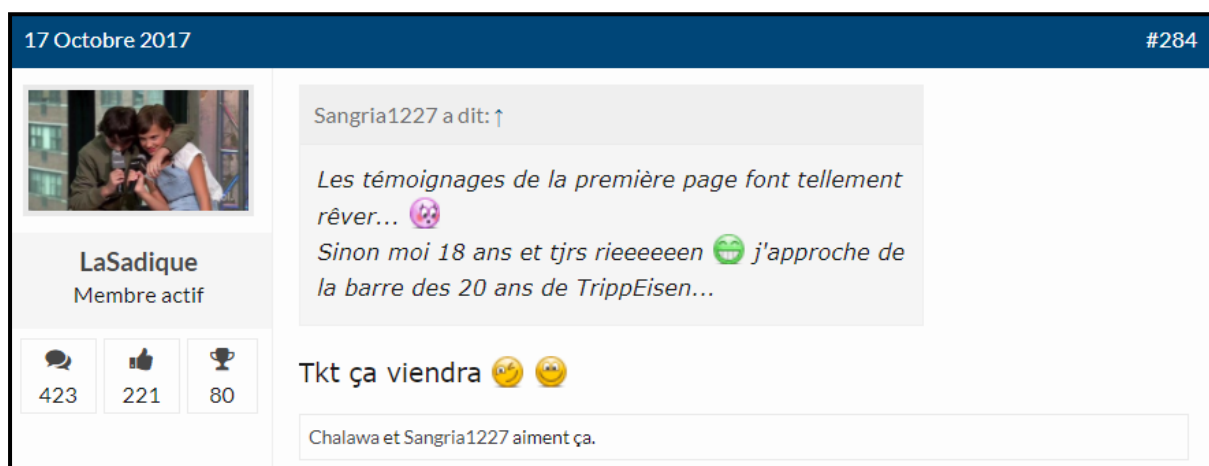 17 Octobre 2017
#284
LaSadique
Membre actif
423
221
80
Sangria1227 a dit: ↑
Les témoignages de la première page font tellement
rêver...
Sinon moi 18 ans et tjrs rieeeeeen j'approche de
la barre des 20 ans de TrippEisen...
Tkt ça viendra
Chalawa et Sangria1227 aiment ça.